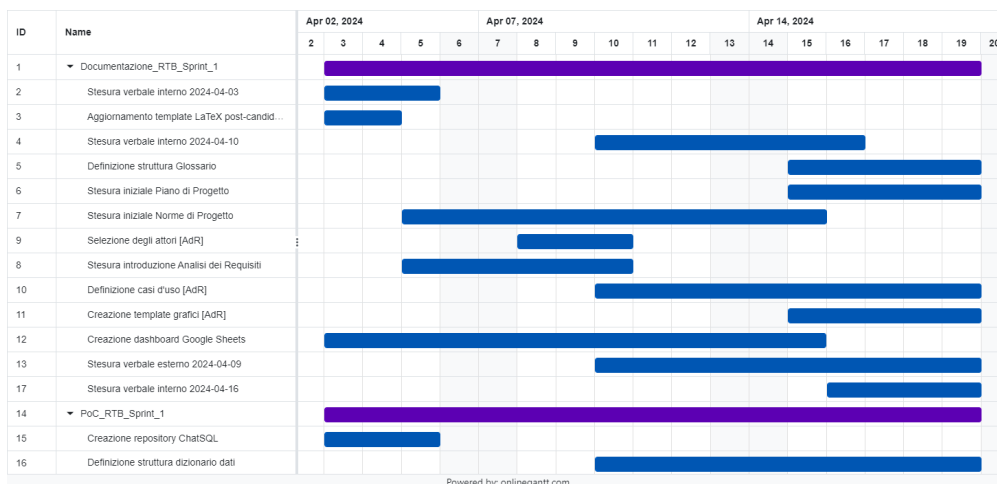 ID Name Apr 02, 2024 Apr 07, 2024 Apr 14, 2024
2 3 4 5 6 7 8 9 10 11 12 13 14 15 16 17 18 19 20
1 Documentazione_RTB_Sprint_1
2 Stesura verbale interno 2024-04-03
3 Aggiornamento template LaTeX post-candid...
4 Stesura verbale interno 2024-04-10
5 Definizione struttura Glossario
6 Stesura iniziale Piano di Progetto
7 Stesura iniziale Norme di Progetto
9 Selezione degli attori [AdR]
8 Stesura introduzione Analisi dei Requisiti
10 Definizione casi d'uso [AdR]
11 Creazione template grafici [AdR]
12 Creazione dashboard Google Sheets
13 Stesura verbale esterno 2024-04-09
17 Stesura verbale interno 2024-04-16
14 PoC_RTB_Sprint_1
15 Creazione repository ChatSQL
16 Definizione struttura dizionario dati
Powered by: onlinegantt.com